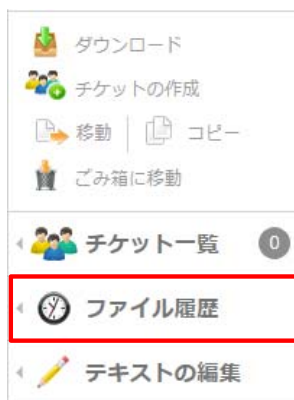 ダウンロード
チケットの作成
移動 コピー
ごみ箱に移動
チケット一覧 0
ファイル履歴
テキストの編集